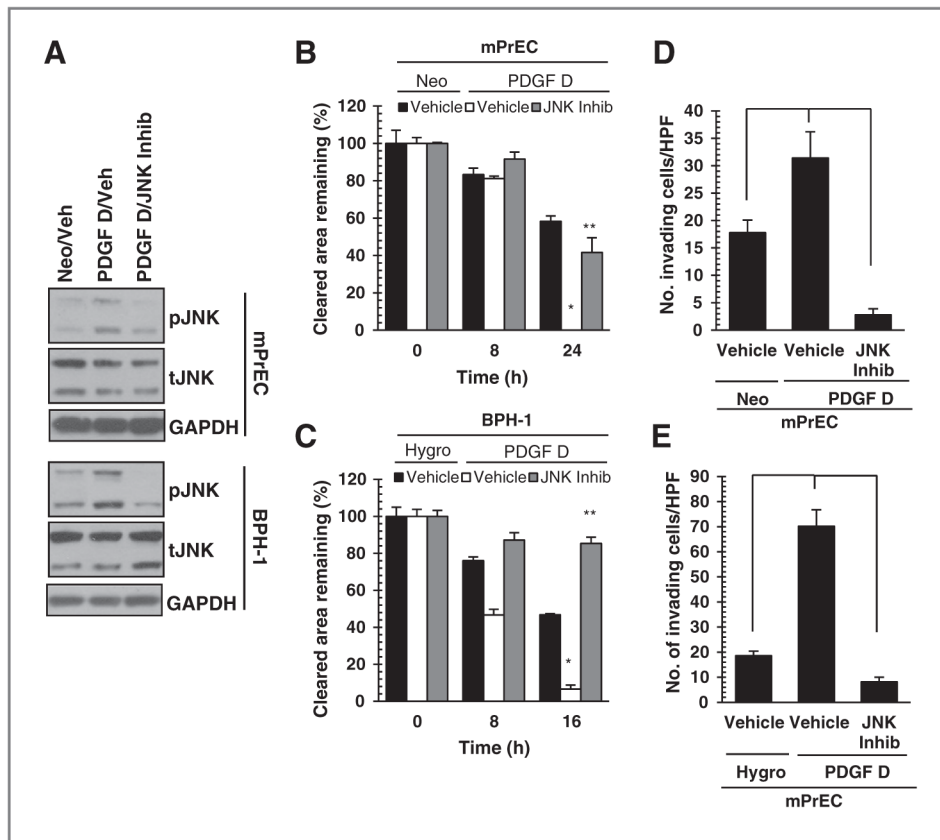 A
Neo/Veh
PDGF D/Veh
PDGF D/JNK Inhib
pJNK
tJNK
GAPDH
mPrEC
pJNK
tJNK
GAPDH
BPH-1
B
mPrEC
Neo PDGF D
Vehicle Vehicle JNK Inhib
Cleared area remaining (%)
120
100
80
60
40
20
0
*
**
0 8 24
Time (h)
C
BPH-1
Hygro PDGF D
Vehicle Vehicle JNK Inhib
Cleared area remaining (%)
120
100
80
60
40
20
0
*
**
0 8 16
Time (h)
D
No. invading cells/HPF
40
35
30
25
20
15
10
5
0
Vehicle Vehicle JNK
Inhib
Neo PDGF D
mPrEC
E
No. of invading cells/HPF
90
80
70
60
50
40
30
20
10
0
Vehicle Vehicle JNK
Inhib
Hygro PDGF D
mPrEC